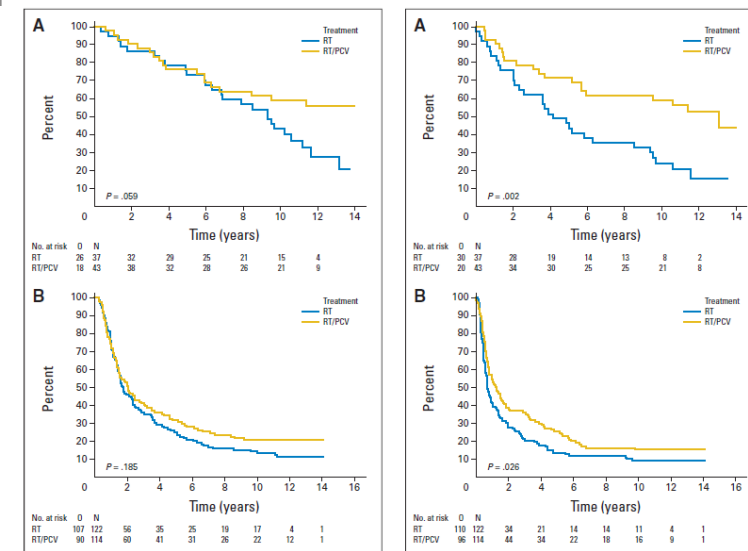 A
Treatment
RT
RT/PCV
100
90
80
70
60
50
40
30
20
10
Percent
P = .059
0 2 4 6 8 10 12 14
Time (years)
No. at risk O N
RT 26 37 32 29 25 21 15 4
RT/PCV 18 43 38 32 28 26 21 9
B
Treatment
RT
RT/PCV
100
90
80
70
60
50
40
30
20
10
Percent
P = .185
0 2 4 6 8 10 12 14 16
Time (years)
No. at risk O N
RT 107 122 56 35 25 19 17 4 1
RT/PCV 90 114 60 41 31 26 22 12 1
A
Treatment
RT
RT/PCV
100
90
80
70
60
50
40
30
20
10
Percent
P = .002
0 2 4 6 8 10 12 14 16
Time (years)
No. at risk O N
RT 30 37 28 19 14 13 8 2
RT/PCV 20 43 34 30 25 25 21 8
B
Treatment
RT
RT/PCV
100
90
80
70
60
50
40
30
20
10
Percent
P = .026
0 2 4 6 8 10 12 14 16
Time (years)
No. at risk O N
RT 110 122 34 21 14 14 11 4 1
RT/PCV 96 114 44 34 22 18 16 9 1